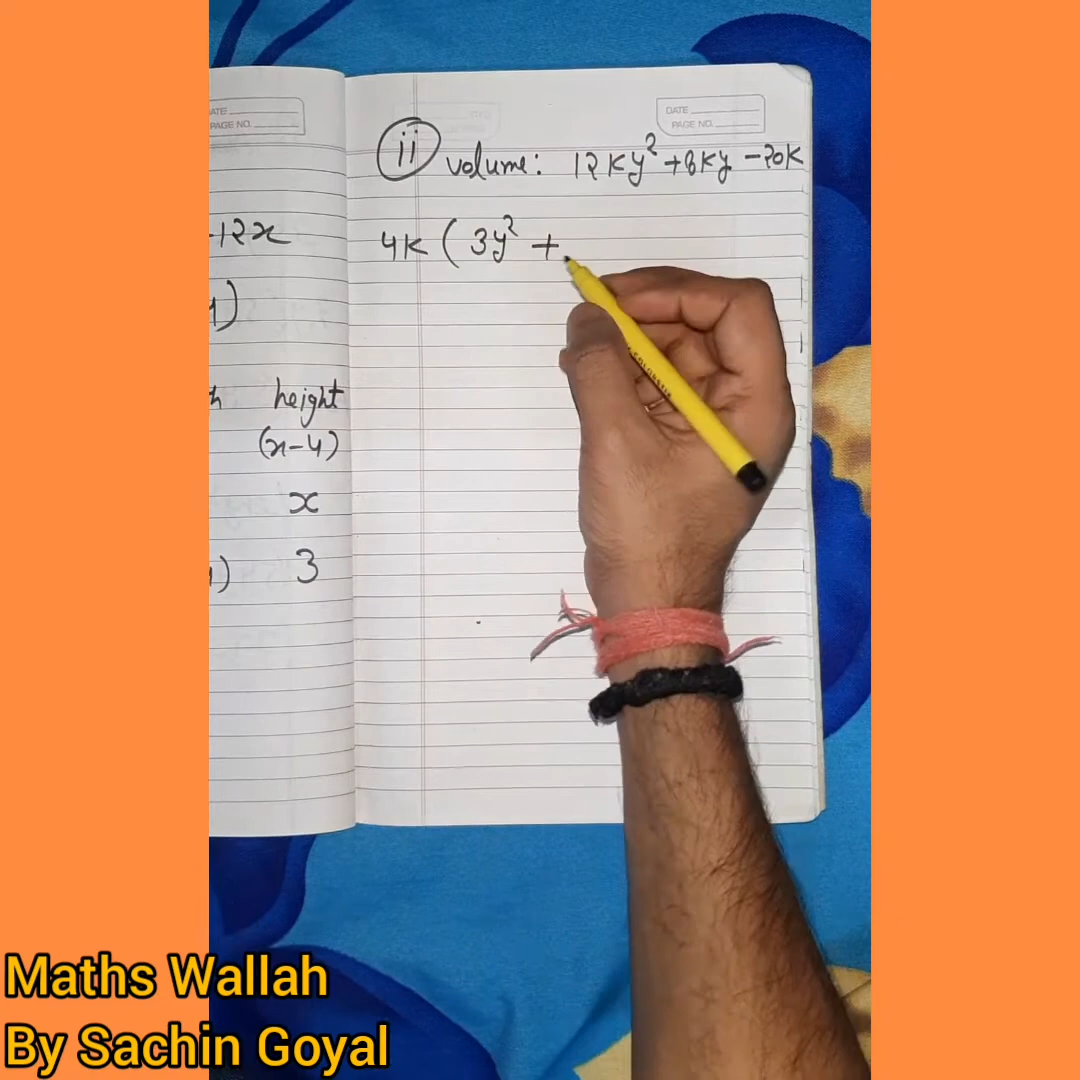 ATE
PAGE NO.
-12x
)
height
(x-4)
x
) 3
DATE
PAGE NO.
ii volume: 12Ky² + 8Ky - 20K
4K ( 3y² +
Maths Wallah
By Sachin Goyal